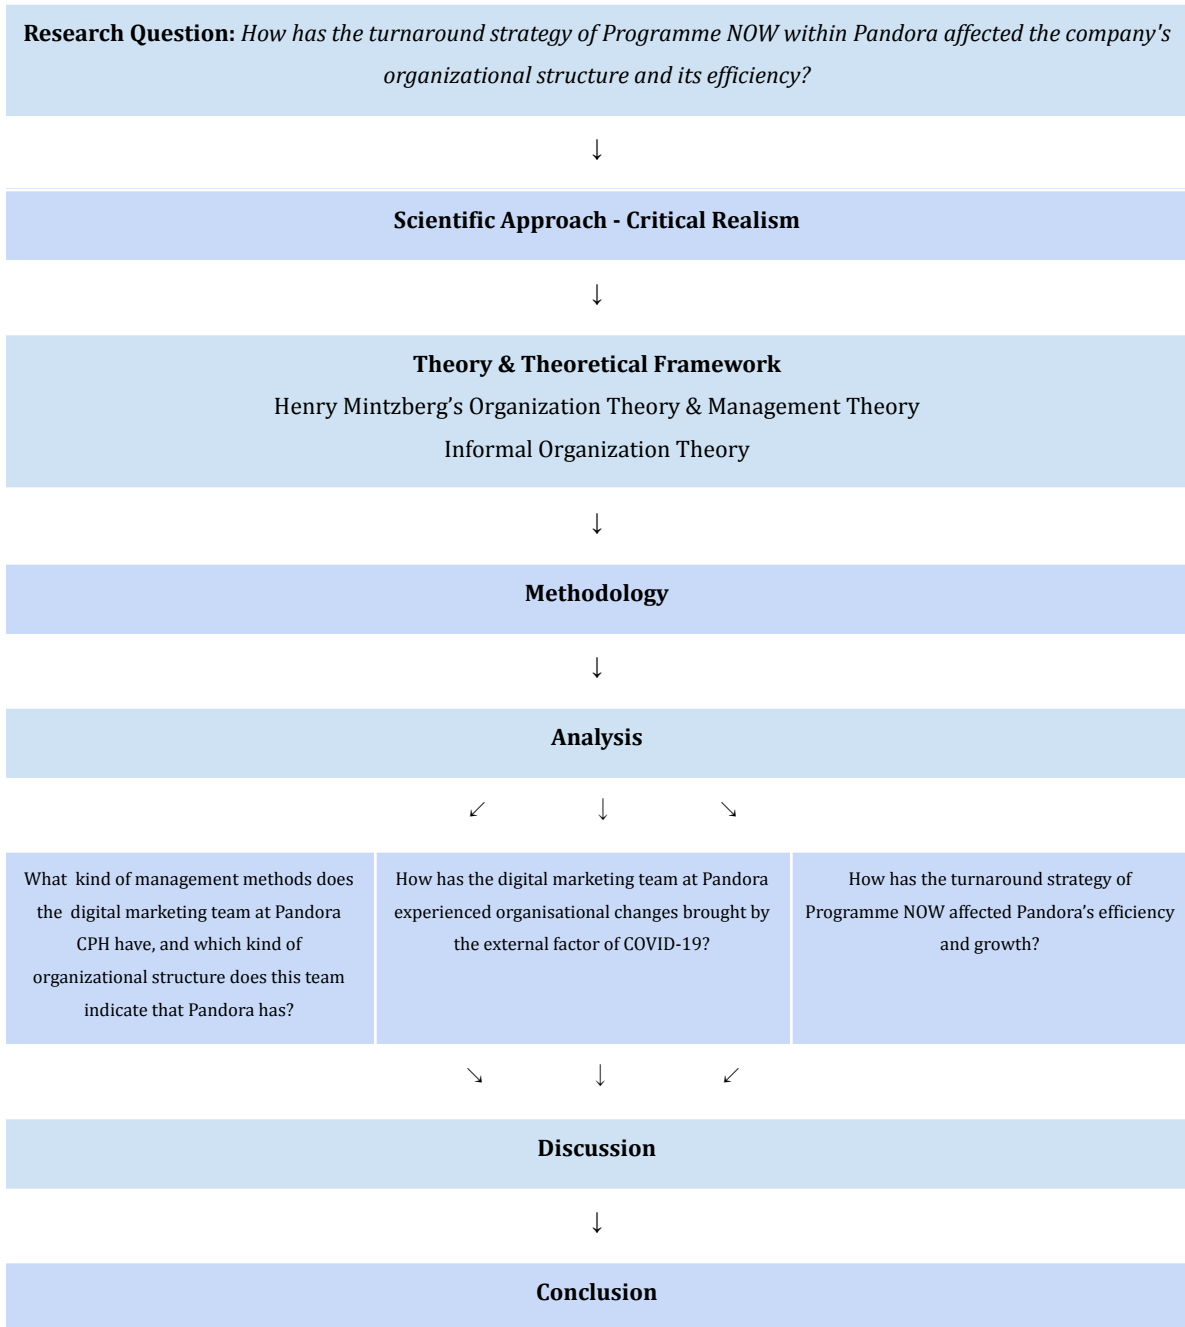 Research Question: How has the turnaround strategy of Programme NOW within Pandora affected the company's
organizational structure and its efficiency?
↓
Scientific Approach - Critical Realism
↓
Theory & Theoretical Framework
Henry Mintzberg’s Organization Theory & Management Theory
Informal Organization Theory
↓
Methodology
↓
Analysis
↙ ↓ ↘
What kind of management methods does
the digital marketing team at Pandora
CPH have, and which kind of
organizational structure does this team
indicate that Pandora has?
How has the digital marketing team at Pandora
experienced organisational changes brought by
the external factor of COVID-19?
How has the turnaround strategy of
Programme NOW affected Pandora’s efficiency
and growth?
↘ ↓ ↙
Discussion
↓
Conclusion